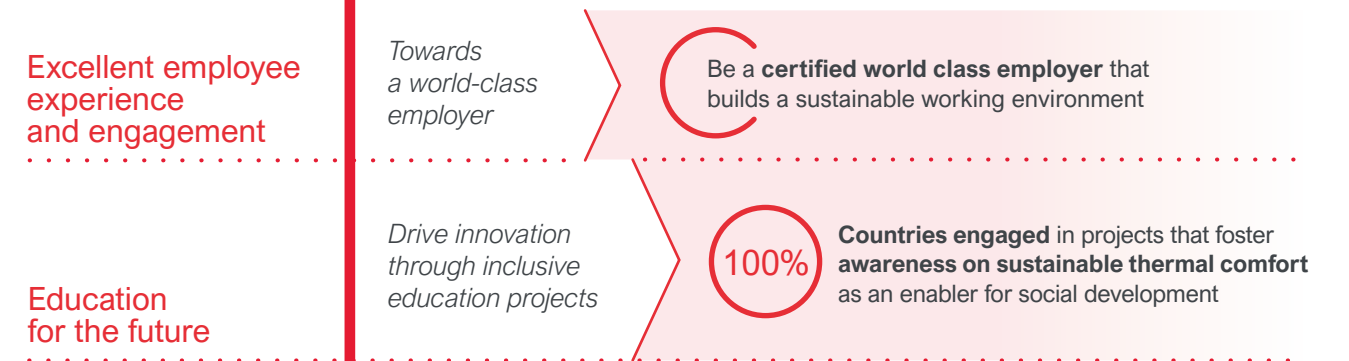 Excellent employee
experience
and engagement
Towards
a world-class
employer
Be a certified world class employer that
builds a sustainable working environment
Education
for the future
Drive innovation
through inclusive
education projects
100%
Countries engaged in projects that foster
awareness on sustainable thermal comfort
as an enabler for social development